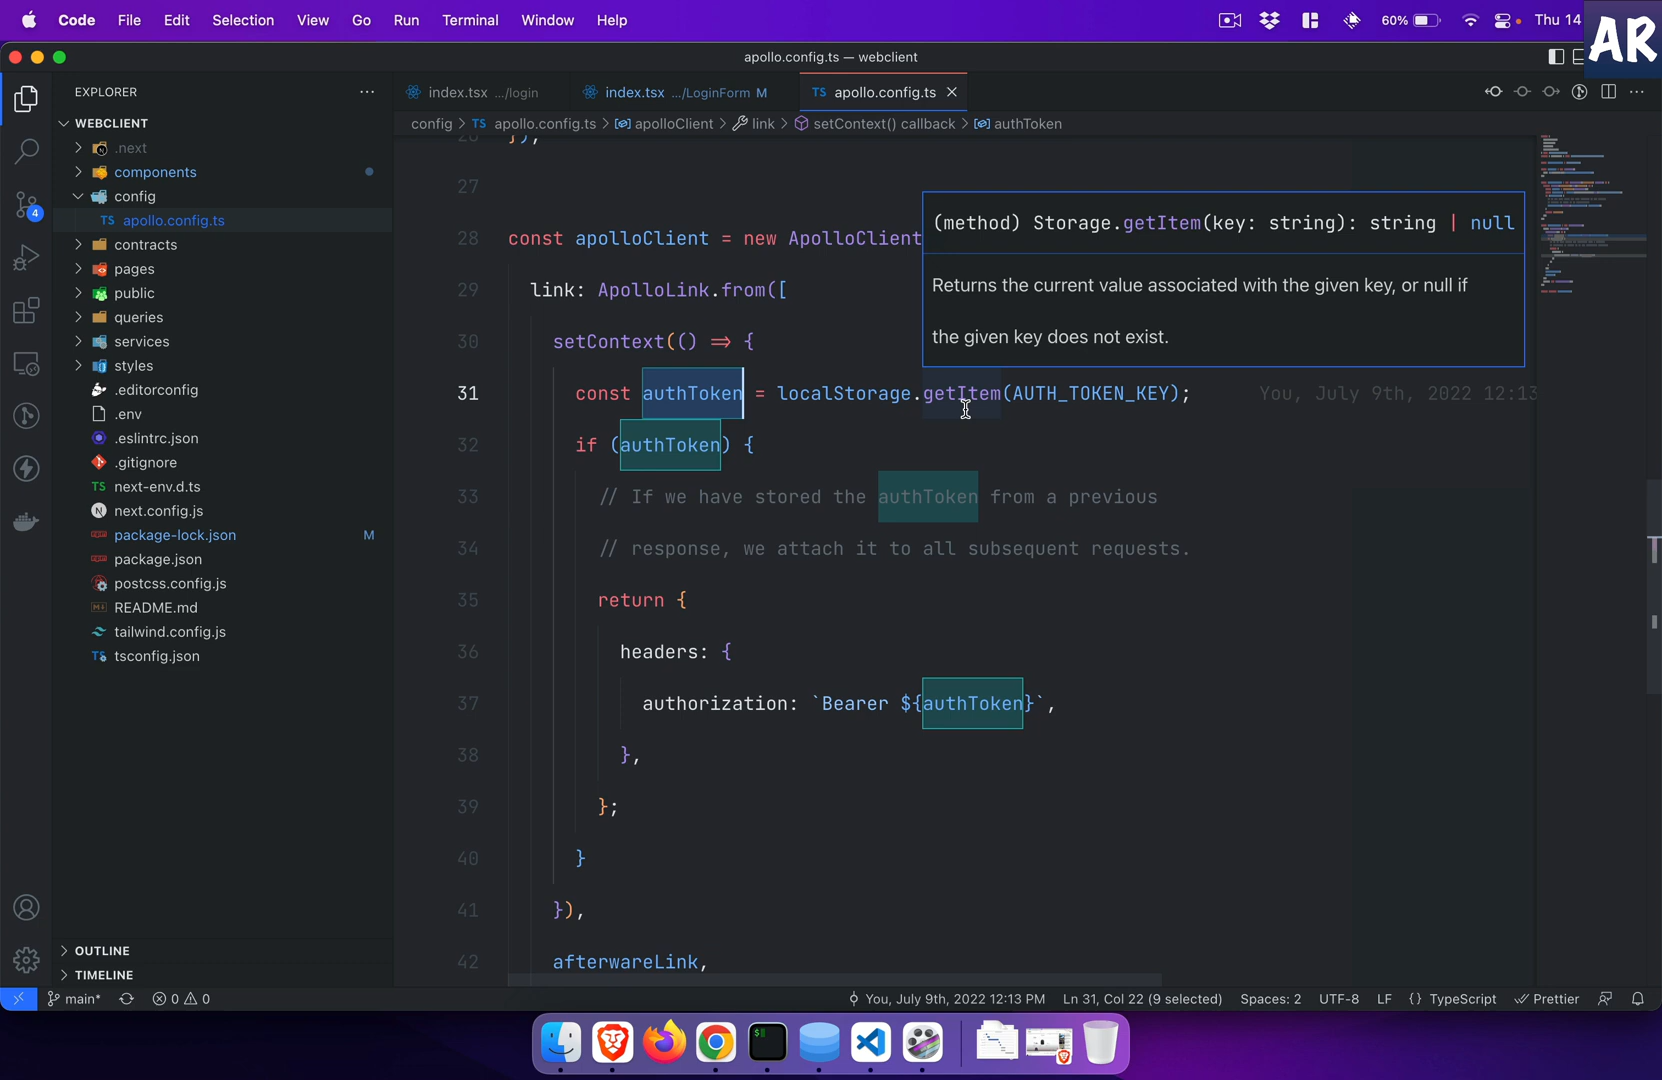 Code File Edit Selection View Go Run Terminal Window Help 60% Thu 14
AR
apollo.config.ts — webclient
EXPLORER
index.tsx .../login
index.tsx .../LoginForm M
TS apollo.config.ts
config > TS apollo.config.ts > apolloClient > link > setContext() callback > authToken
WEBCLIENT
.next
components
config
TS apollo.config.ts
contracts
pages
public
queries
services
styles
.editorconfig
.env
.eslintrc.json
.gitignore
TS next-env.d.ts
next.config.js
package-lock.json M
package.json
postcss.config.js
README.md
tailwind.config.js
tsconfig.json
OUTLINE
TIMELINE
4
26 }),
27
28 const apolloClient = new ApolloClient
29 link: ApolloLink.from([
30 setContext(() => {
31 const authToken = localStorage.getItem(AUTH_TOKEN_KEY); You, July 9th, 2022 12:13
32 if (authToken) {
33 // If we have stored the authToken from a previous
34 // response, we attach it to all subsequent requests.
35 return {
36 headers: {
37 authorization: `Bearer ${authToken}`,
38 },
39 };
40 }
41 }),
42 afterwareLink,
(method) Storage.getItem(key: string): string | null
Returns the current value associated with the given key, or null if
the given key does not exist.
main* 0 0 You, July 9th, 2022 12:13 PM Ln 31, Col 22 (9 selected) Spaces: 2 UTF-8 LF {} TypeScript Prettier